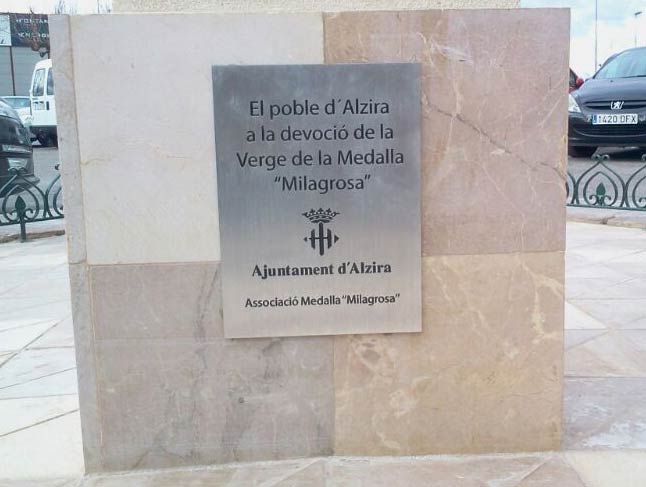 El poble d´Alzira
a la devoció de la
Verge de la Medalla
“Milagrosa”
Ajuntament d'Alzira
Associació Medalla “Milagrosa”
1420 DFX